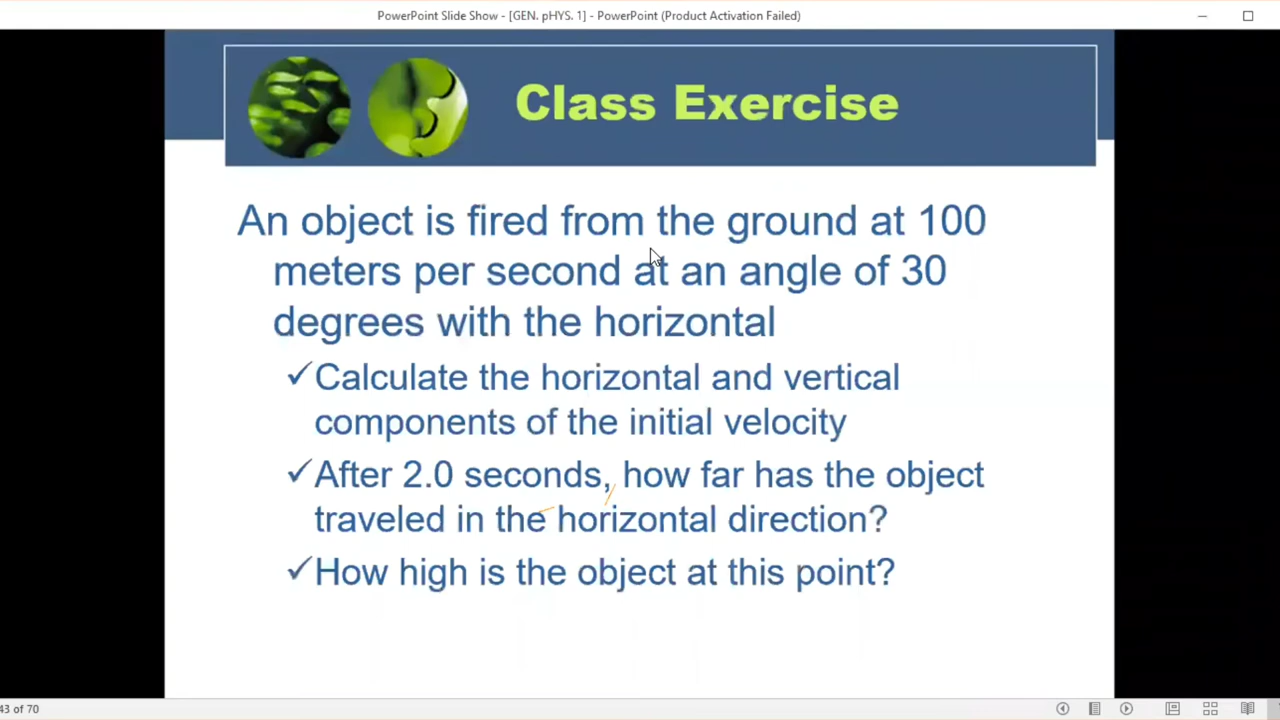 PowerPoint Slide Show - [GEN. pHYS. 1] - PowerPoint (Product Activation Failed)
Class Exercise
An object is fired from the ground at 100
meters per second at an angle of 30
degrees with the horizontal
✓Calculate the horizontal and vertical
components of the initial velocity
✓After 2.0 seconds, how far has the object
traveled in the horizontal direction?
✓How high is the object at this point?
43 of 70